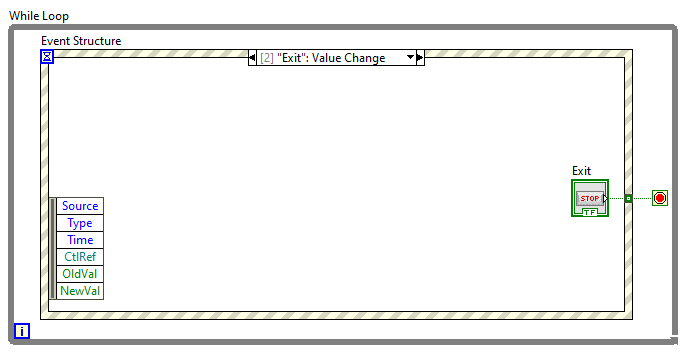 While Loop
Event Structure
[2] "Exit": Value Change
Exit
STOP
TF
Source
Type
Time
CtlRef
OldVal
NewVal
i